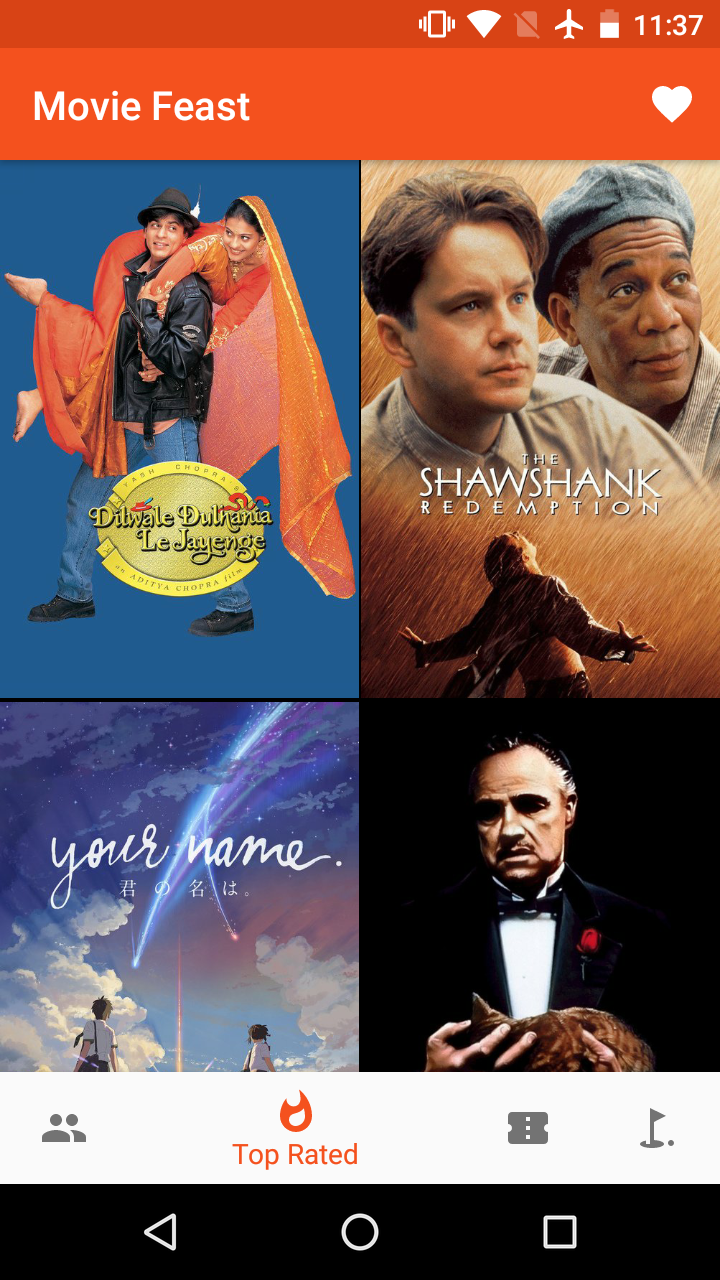 11:37
Movie Feast
YASH CHOPRA'S
Dilwale Dulhania
Le Jayenge
an ADITYA CHOPRA film
THE
SHAWSHANK
REDEMPTION
your name.
君の名は。
Top Rated